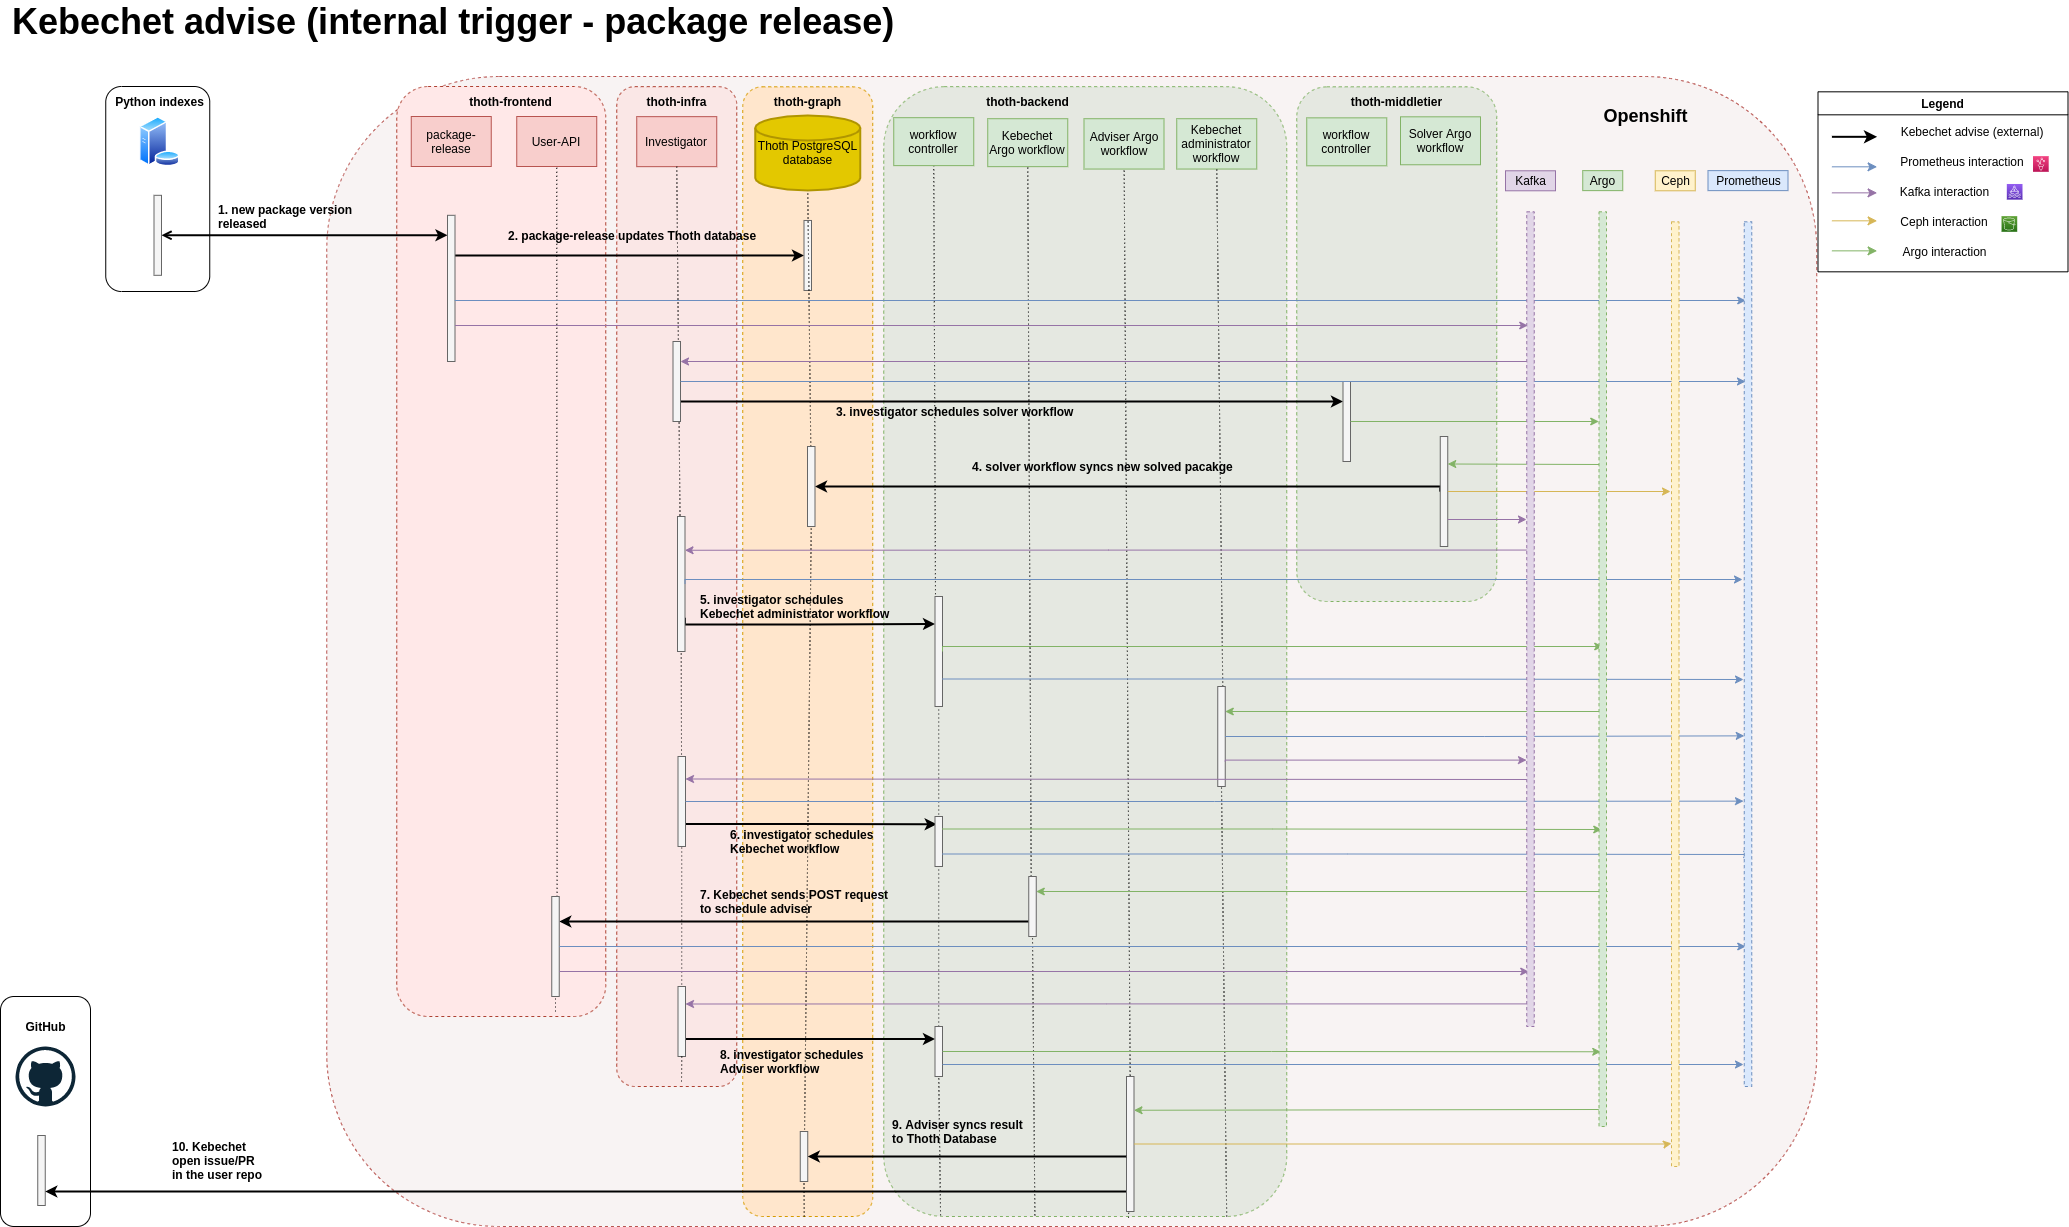 Kebechet advise (internal trigger - package release)
Python indexes
thoth-frontend
thoth-infra
thoth-graph
thoth-backend
thoth-middletier
Openshift
package-
release
User-API
Investigator
Thoth PostgreSQL
database
workflow
controller
Kebechet
Argo workflow
Adviser Argo
workflow
Kebechet
administrator
workflow
workflow
controller
Solver Argo
workflow
Kafka
Argo
Ceph
Prometheus
Legend
Kebechet advise (external)
Prometheus interaction
Kafka interaction
Ceph interaction
Argo interaction
1. new package version
released
2. package-release updates Thoth database
3. investigator schedules solver workflow
4. solver workflow syncs new solved pacakge
5. investigator schedules
Kebechet administrator workflow
6. investigator schedules
Kebechet workflow
7. Kebechet sends POST request
to schedule adviser
8. investigator schedules
Adviser workflow
9. Adviser syncs result
to Thoth Database
GitHub
10. Kebechet
open issue/PR
in the user repo